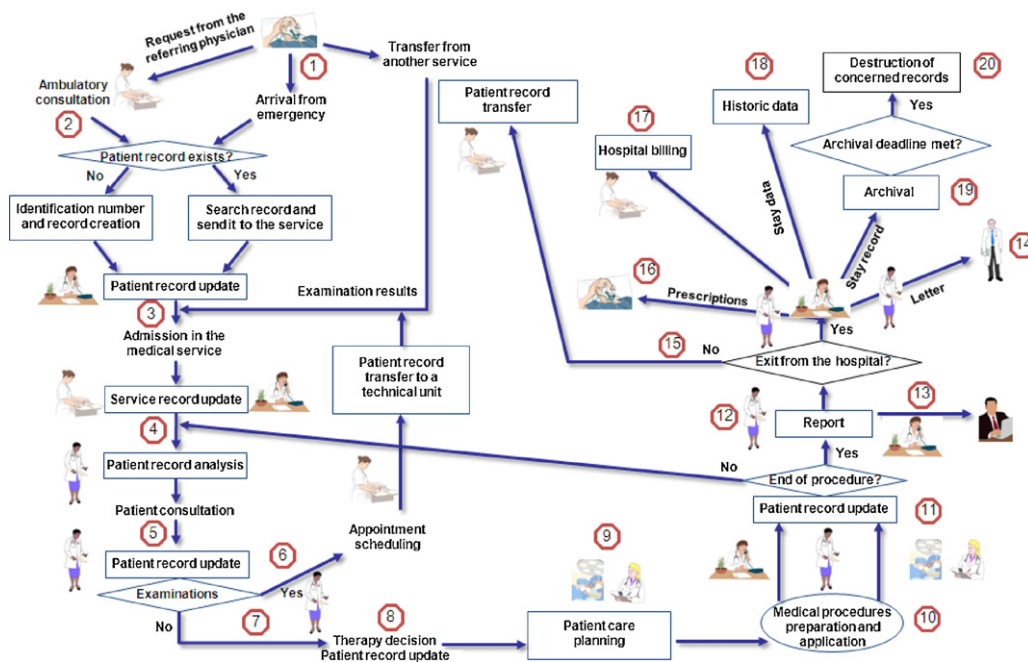 Request from the
referring physician
1
Transfer from
another service
Ambulatory
consultation
2
Arrival from
emergency
Patient record exists?
No
Yes
Identification number
and record creation
Search record and
send it to the service
Patient record update
3
Examination results
Admission in the
medical service
Service record update
4
Patient record analysis
Patient consultation
5
Patient record update
Examinations
6
Yes
No
7
8
Therapy decision
Patient record update
Appointment
scheduling
Patient record
transfer to a
technical unit
9
Patient care
planning
Medical procedures
preparation and
application
10
Patient record update
11
End of procedure?
No
Yes
Report
12
13
Exit from the hospital?
No
Yes
15
Patient record
transfer
Prescriptions
16
Hospital billing
17
Stay data
Historic data
18
Stay record
Archival
19
Archival deadline met?
Yes
Destruction of
concerned records
20
Letter
14